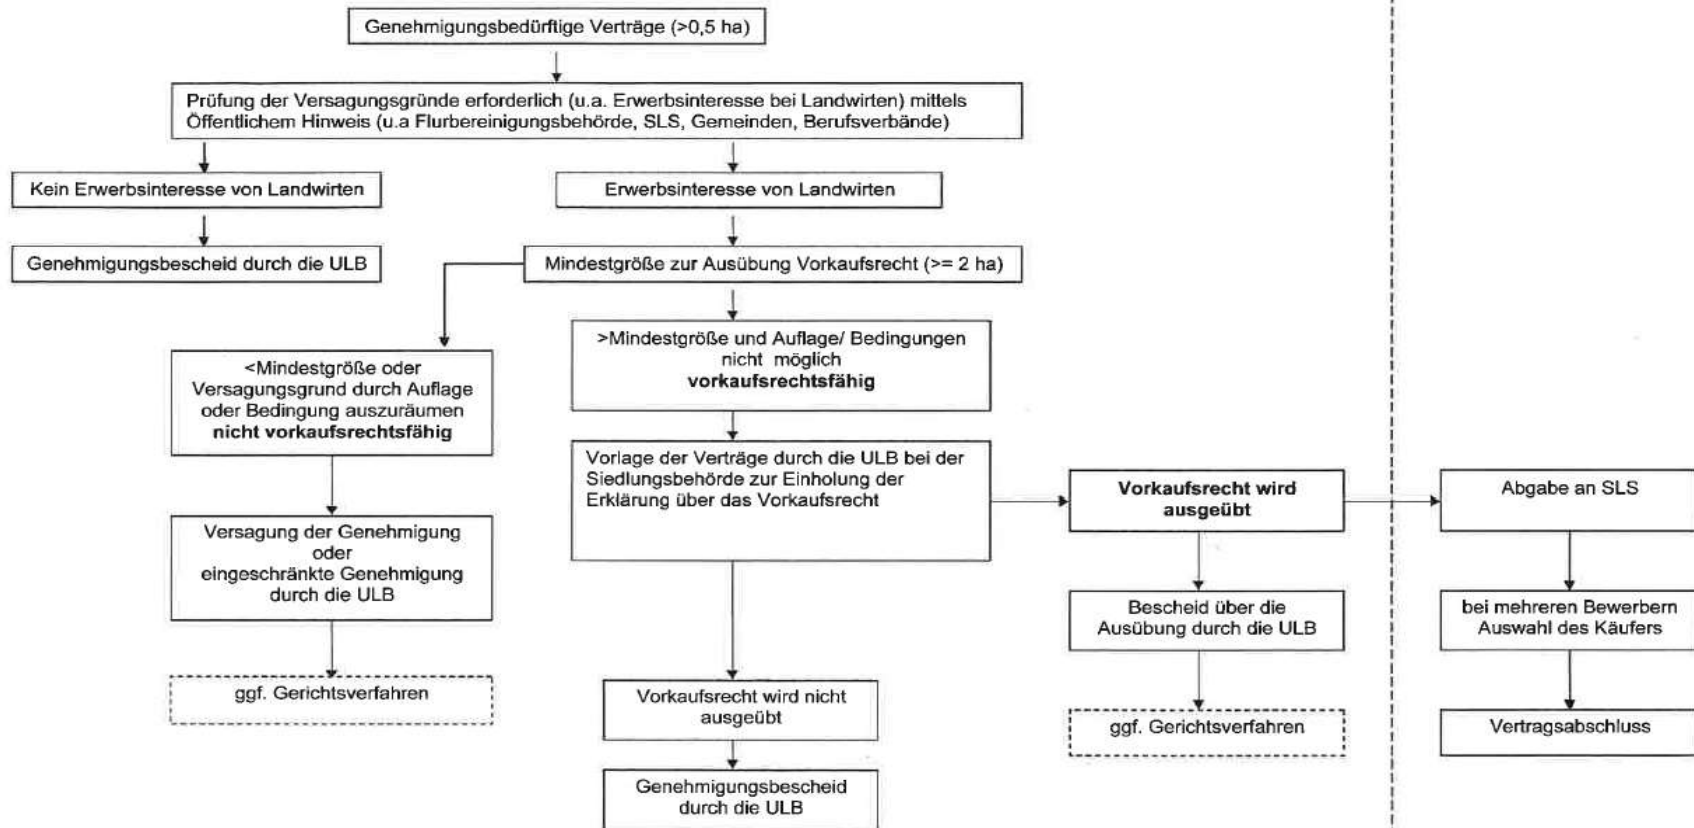 Genehmigungsbedürftige Verträge (>0,5 ha)
Prüfung der Versagungsgründe erforderlich (u.a. Erwerbsinteresse bei Landwirten) mittels
Öffentlichem Hinweis (u.a Flurbereinigungsbehörde, SLS, Gemeinden, Berufsverbände)
Kein Erwerbsinteresse von Landwirten
Erwerbsinteresse von Landwirten
Genehmigungsbescheid durch die ULB
Mindestgröße zur Ausübung Vorkaufsrecht (>= 2 ha)
<Mindestgröße oder
Versagungsgrund durch Auflage
oder Bedingung auszuräumen
nicht vorkaufsrechtsfähig
>Mindestgröße und Auflage/ Bedingungen
nicht möglich
vorkaufsrechtsfähig
Vorlage der Verträge durch die ULB bei der
Siedlungsbehörde zur Einholung der
Erklärung über das Vorkaufsrecht
Vorkaufsrecht wird
ausgeübt
Abgabe an SLS
Versagung der Genehmigung
oder
eingeschränkte Genehmigung
durch die ULB
Bescheid über die
Ausübung durch die ULB
bei mehreren Bewerbern
Auswahl des Käufers
ggf. Gerichtsverfahren
Vorkaufsrecht wird nicht
ausgeübt
ggf. Gerichtsverfahren
Vertragsabschluss
Genehmigungsbescheid
durch die ULB